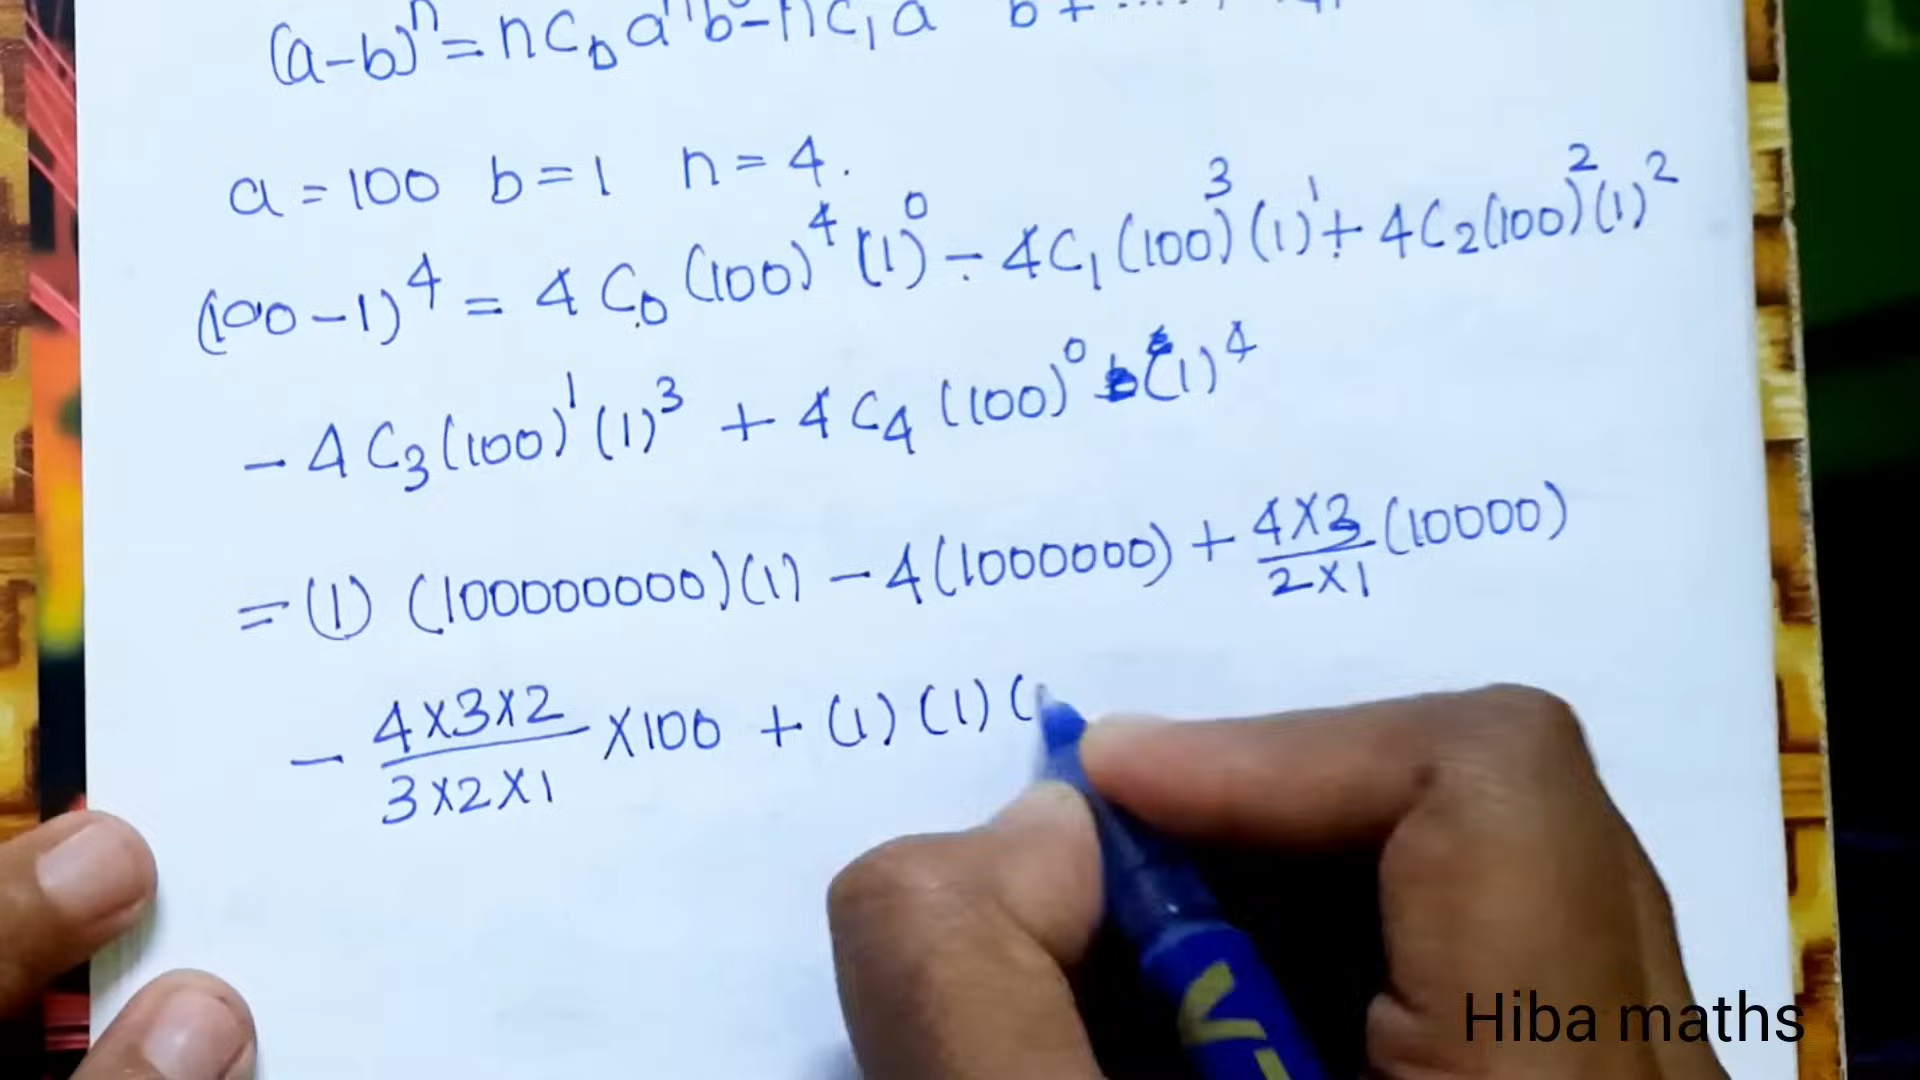 (a-b)ⁿ = nC₀ aⁿ b⁰ - nC₁ a b + ....
a = 100 b = 1 n = 4.
(100-1)⁴ = 4C₀ (100)⁴ (1)⁰ - 4C₁ (100)³ (1)¹ + 4C₂ (100)² (1)²
- 4C₃ (100)¹ (1)³ + 4C₄ (100)⁰ (1)⁴
= (1) (100000000) (1) - 4 (1000000) + 4×3/2×1 (10000)
- 4×3×2/3×2×1 ×100 + (1) (1) (
Hiba maths